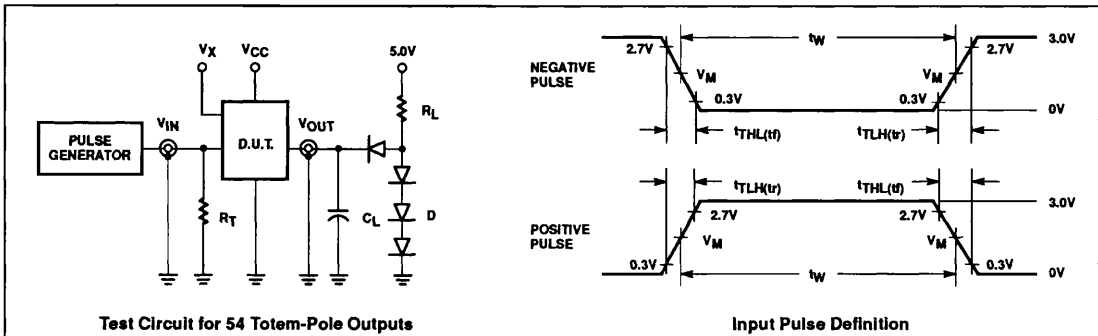 VX
VCC
5.0V
RL
VIN
VOUT
PULSE
GENERATOR
D.U.T.
RT
CL
D
Test Circuit for 54 Totem-Pole Outputs
NEGATIVE
PULSE
2.7V
tW
2.7V
3.0V
VM
VM
0.3V
0.3V
0V
tTHL(tf)
tTLH(tr)
tTLH(tr)
tTHL(tf)
POSITIVE
PULSE
2.7V
2.7V
3.0V
VM
VM
0.3V
tW
0.3V
0V
Input Pulse Definition